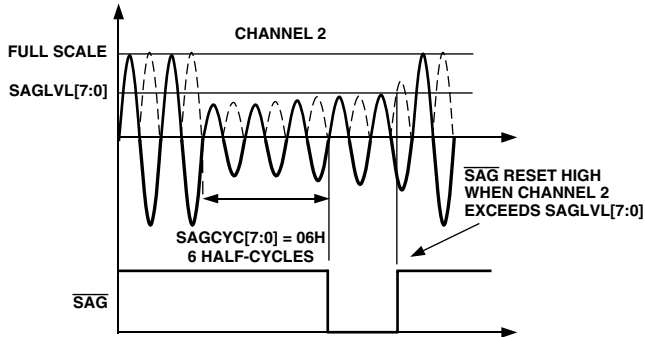 CHANNEL 2
FULL SCALE
SAGLVL[7:0]
SAG RESET HIGH
WHEN CHANNEL 2
EXCEEDS SAGLVL[7:0]
SAGCYC[7:0] = 06H
6 HALF-CYCLES
SAG